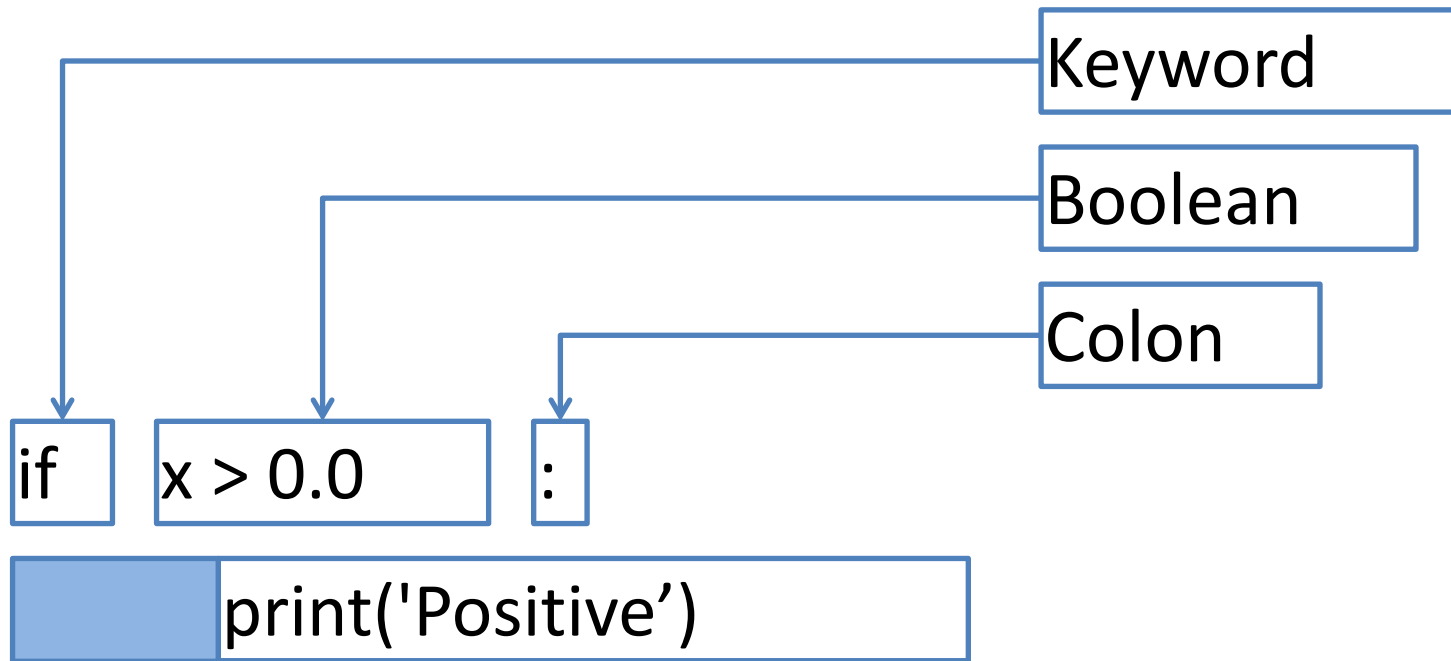 Keyword
Boolean
Colon
if x > 0.0 :
print('Positive’)